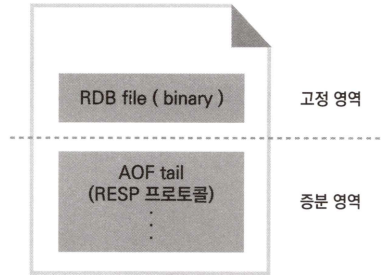 RDB file ( binary )
고정 영역
AOF tail
(RESP 프로토콜)
증분 영역